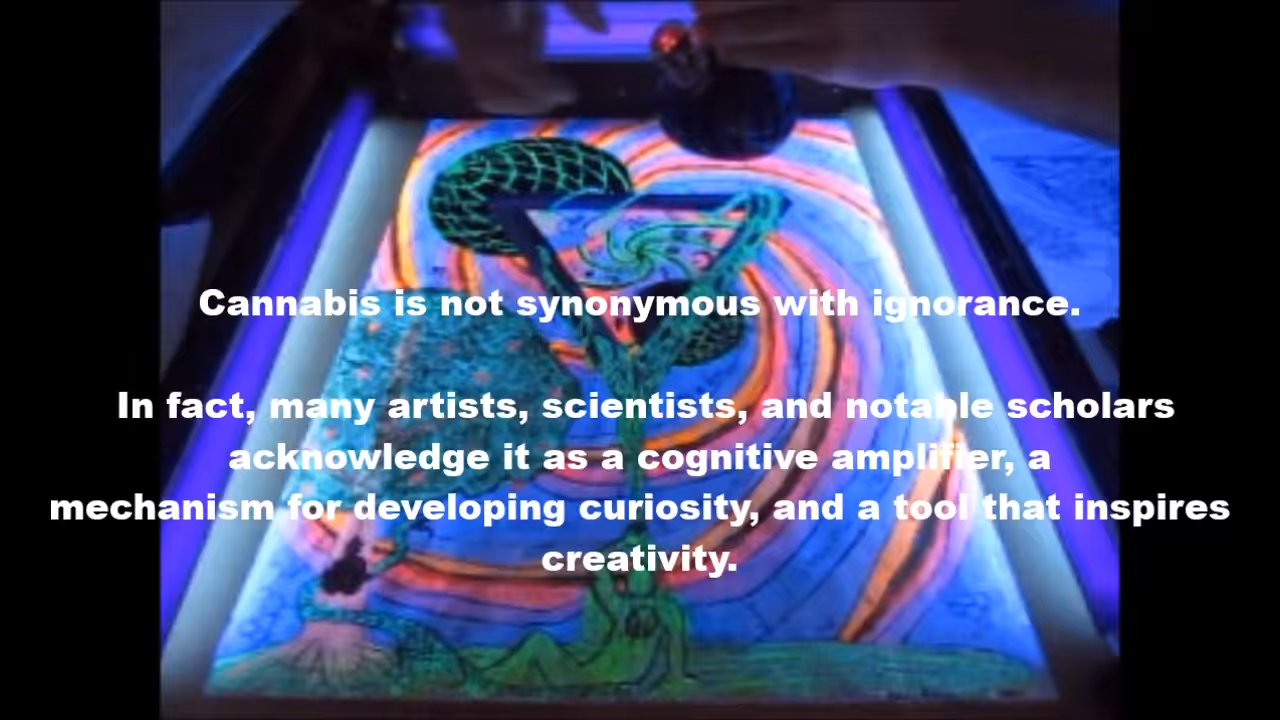 Cannabis is not synonymous with ignorance.
In fact, many artists, scientists, and notable scholars
acknowledge it as a cognitive amplifier, a
mechanism for developing curiosity, and a tool that inspires
creativity.